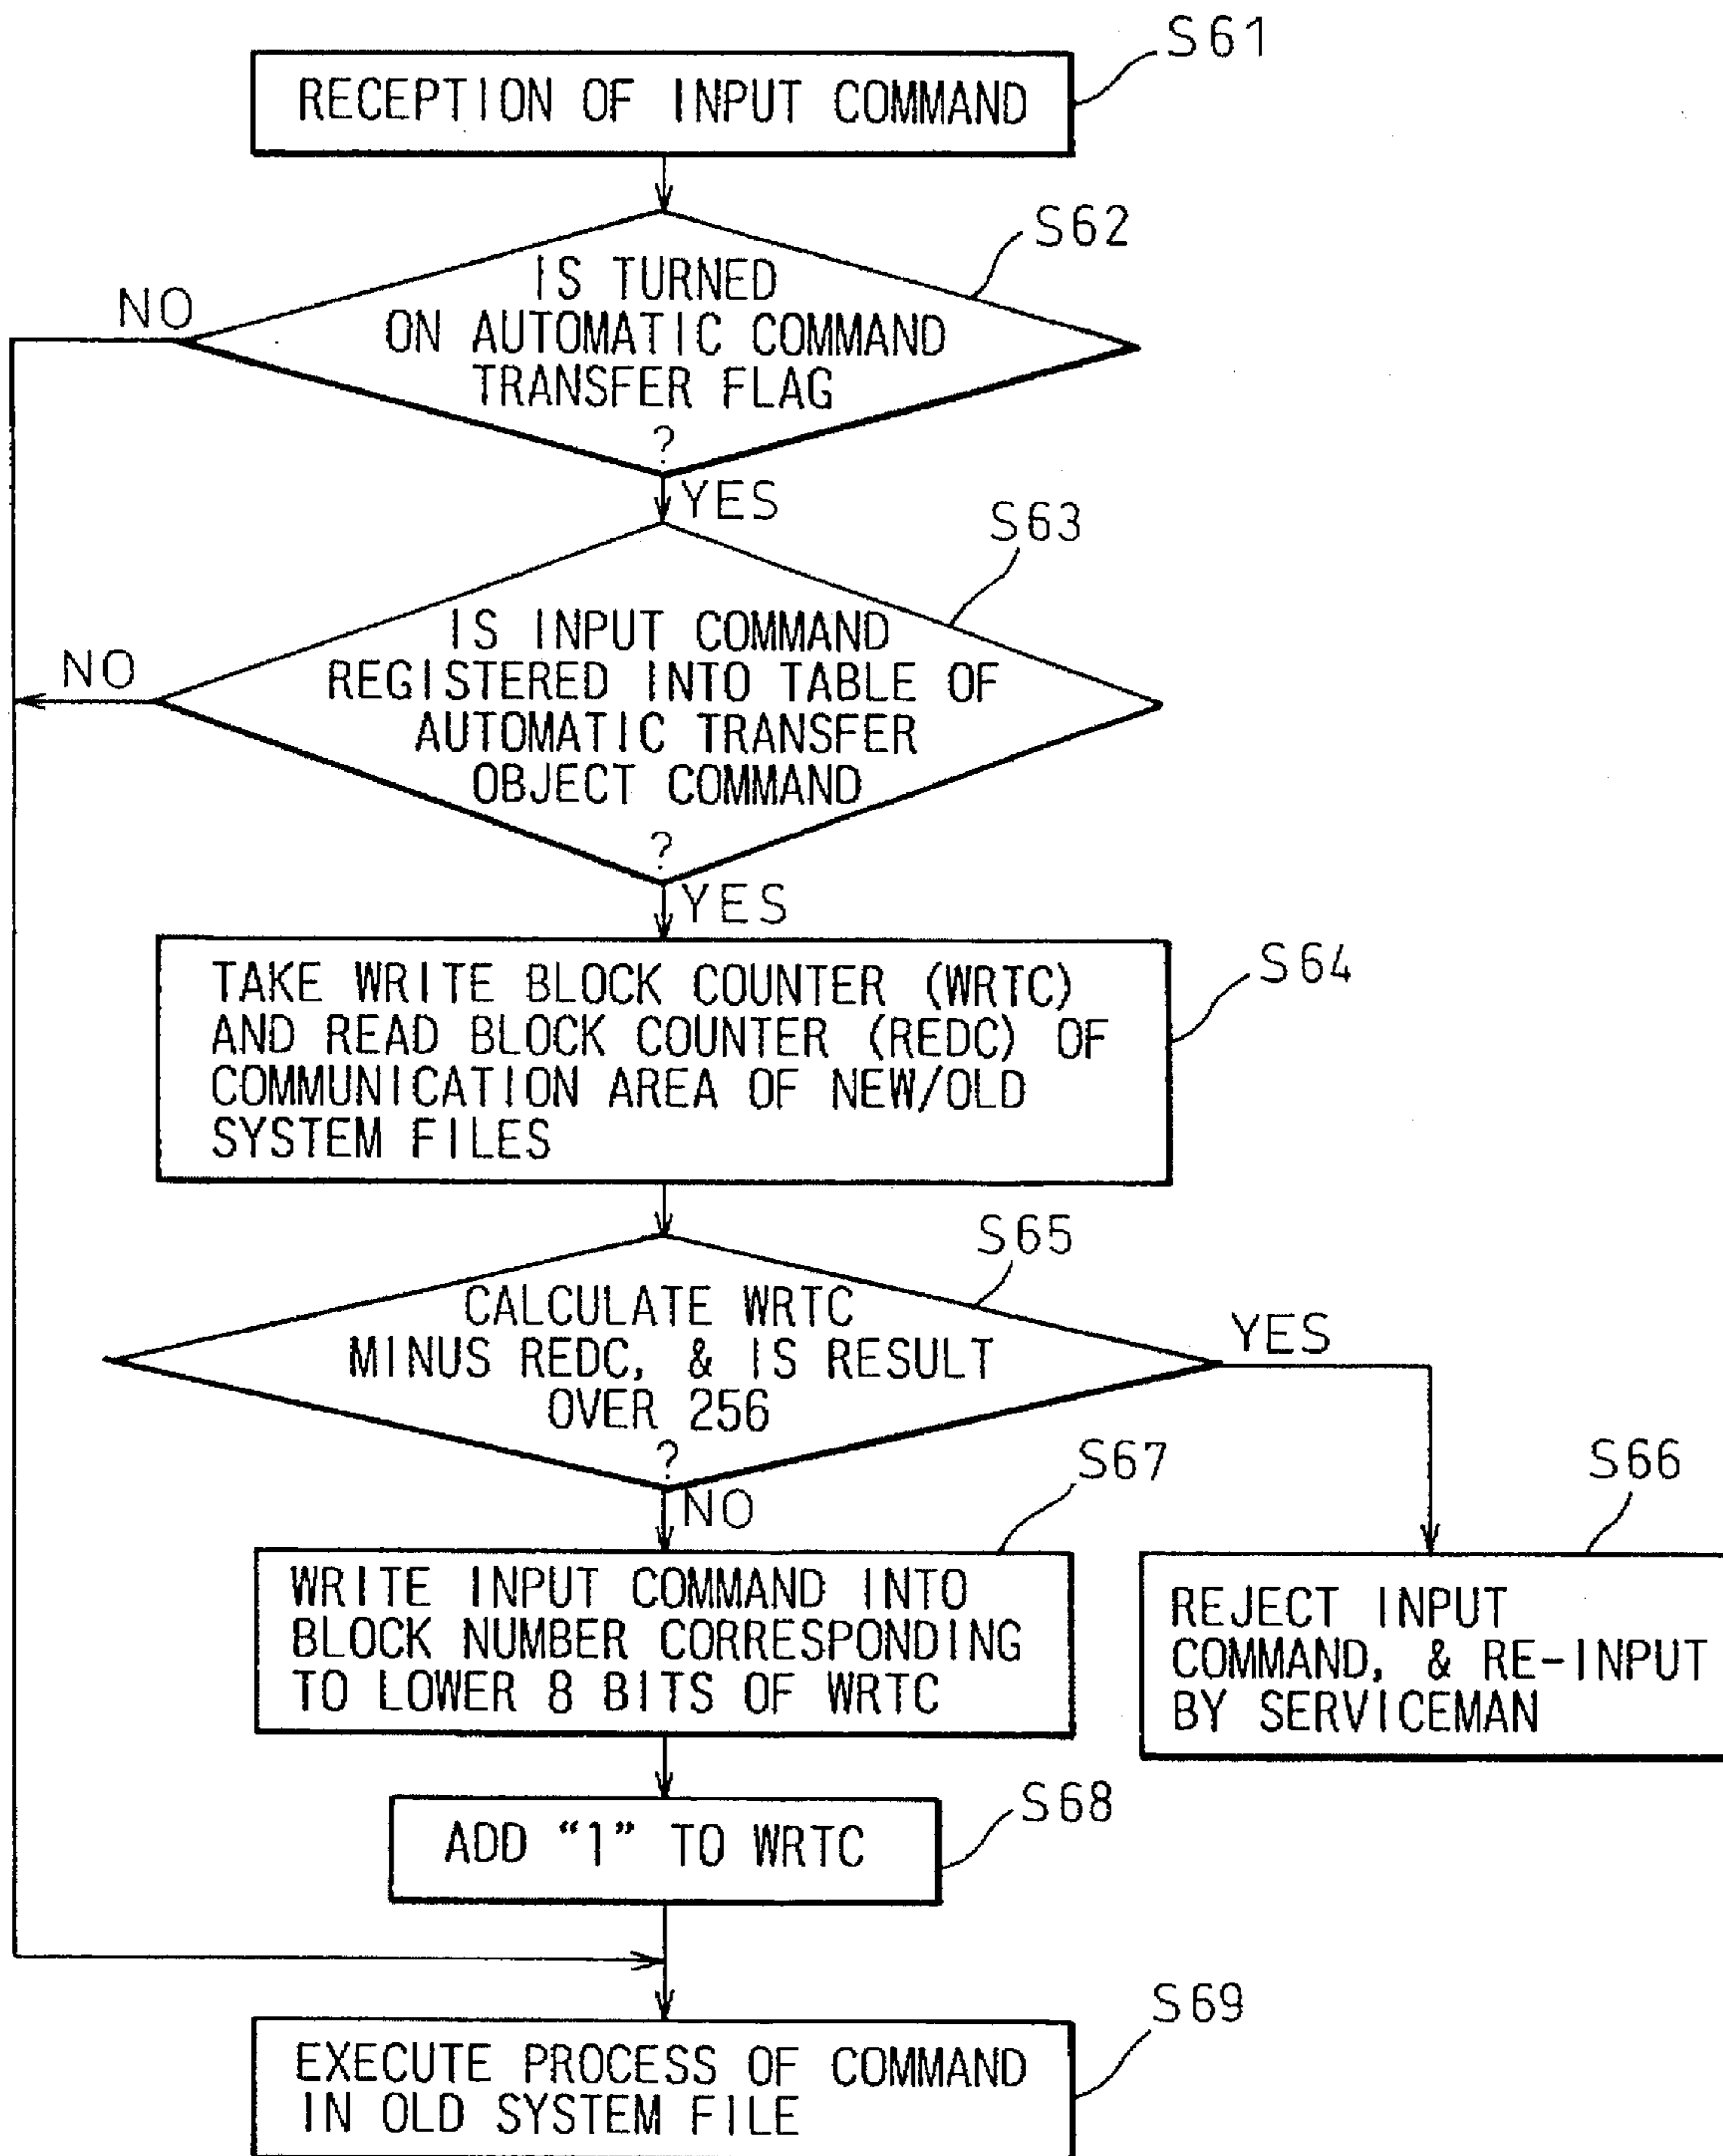 S61
RECEPTION OF INPUT COMMAND
S62
IS TURNED
ON AUTOMATIC COMMAND
TRANSFER FLAG
?
NO
YES
S63
IS INPUT COMMAND
REGISTERED INTO TABLE OF
AUTOMATIC TRANSFER
OBJECT COMMAND
?
NO
YES
S64
TAKE WRITE BLOCK COUNTER (WRTC)
AND READ BLOCK COUNTER (REDC) OF
COMMUNICATION AREA OF NEW/OLD
SYSTEM FILES
S65
CALCULATE WRTC
MINUS REDC, & IS RESULT
OVER 256
?
YES
NO
S67
WRITE INPUT COMMAND INTO
BLOCK NUMBER CORRESPONDING
TO LOWER 8 BITS OF WRTC
S66
REJECT INPUT
COMMAND, & RE-INPUT
BY SERVICEMAN
S68
ADD “1” TO WRTC
S69
EXECUTE PROCESS OF COMMAND
IN OLD SYSTEM FILE